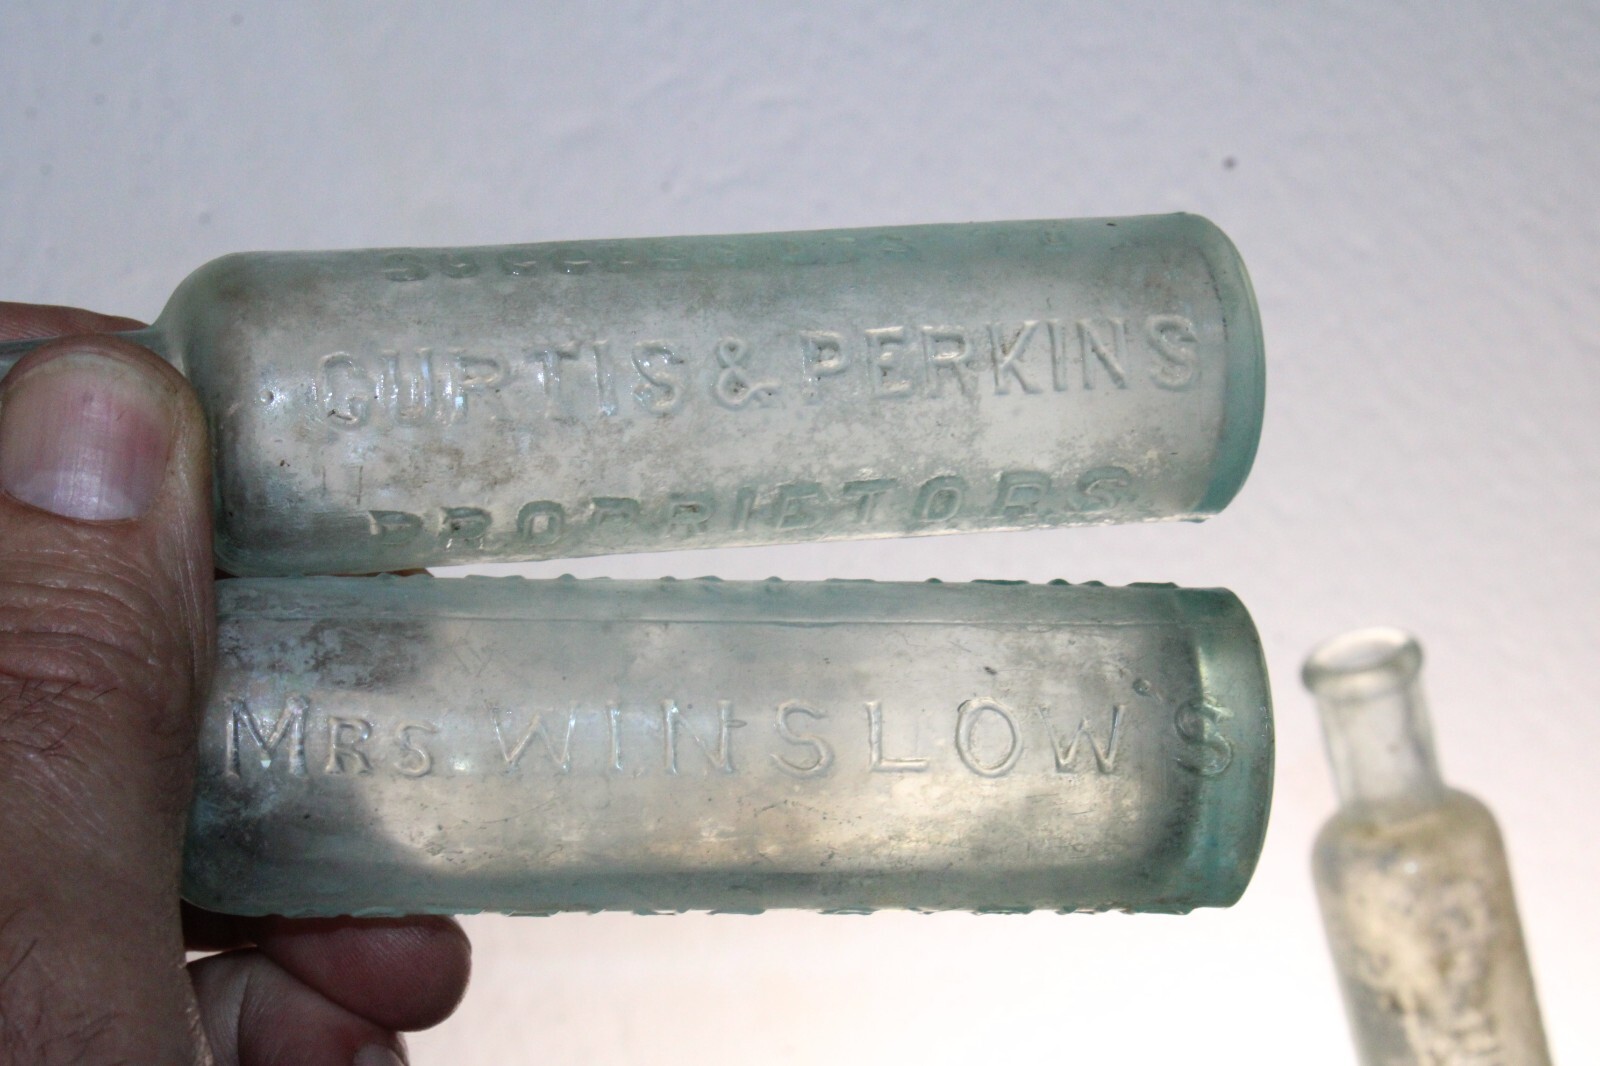 CURTIS & PERKINS
PROPRIETORS
MRS WINSLOW'S